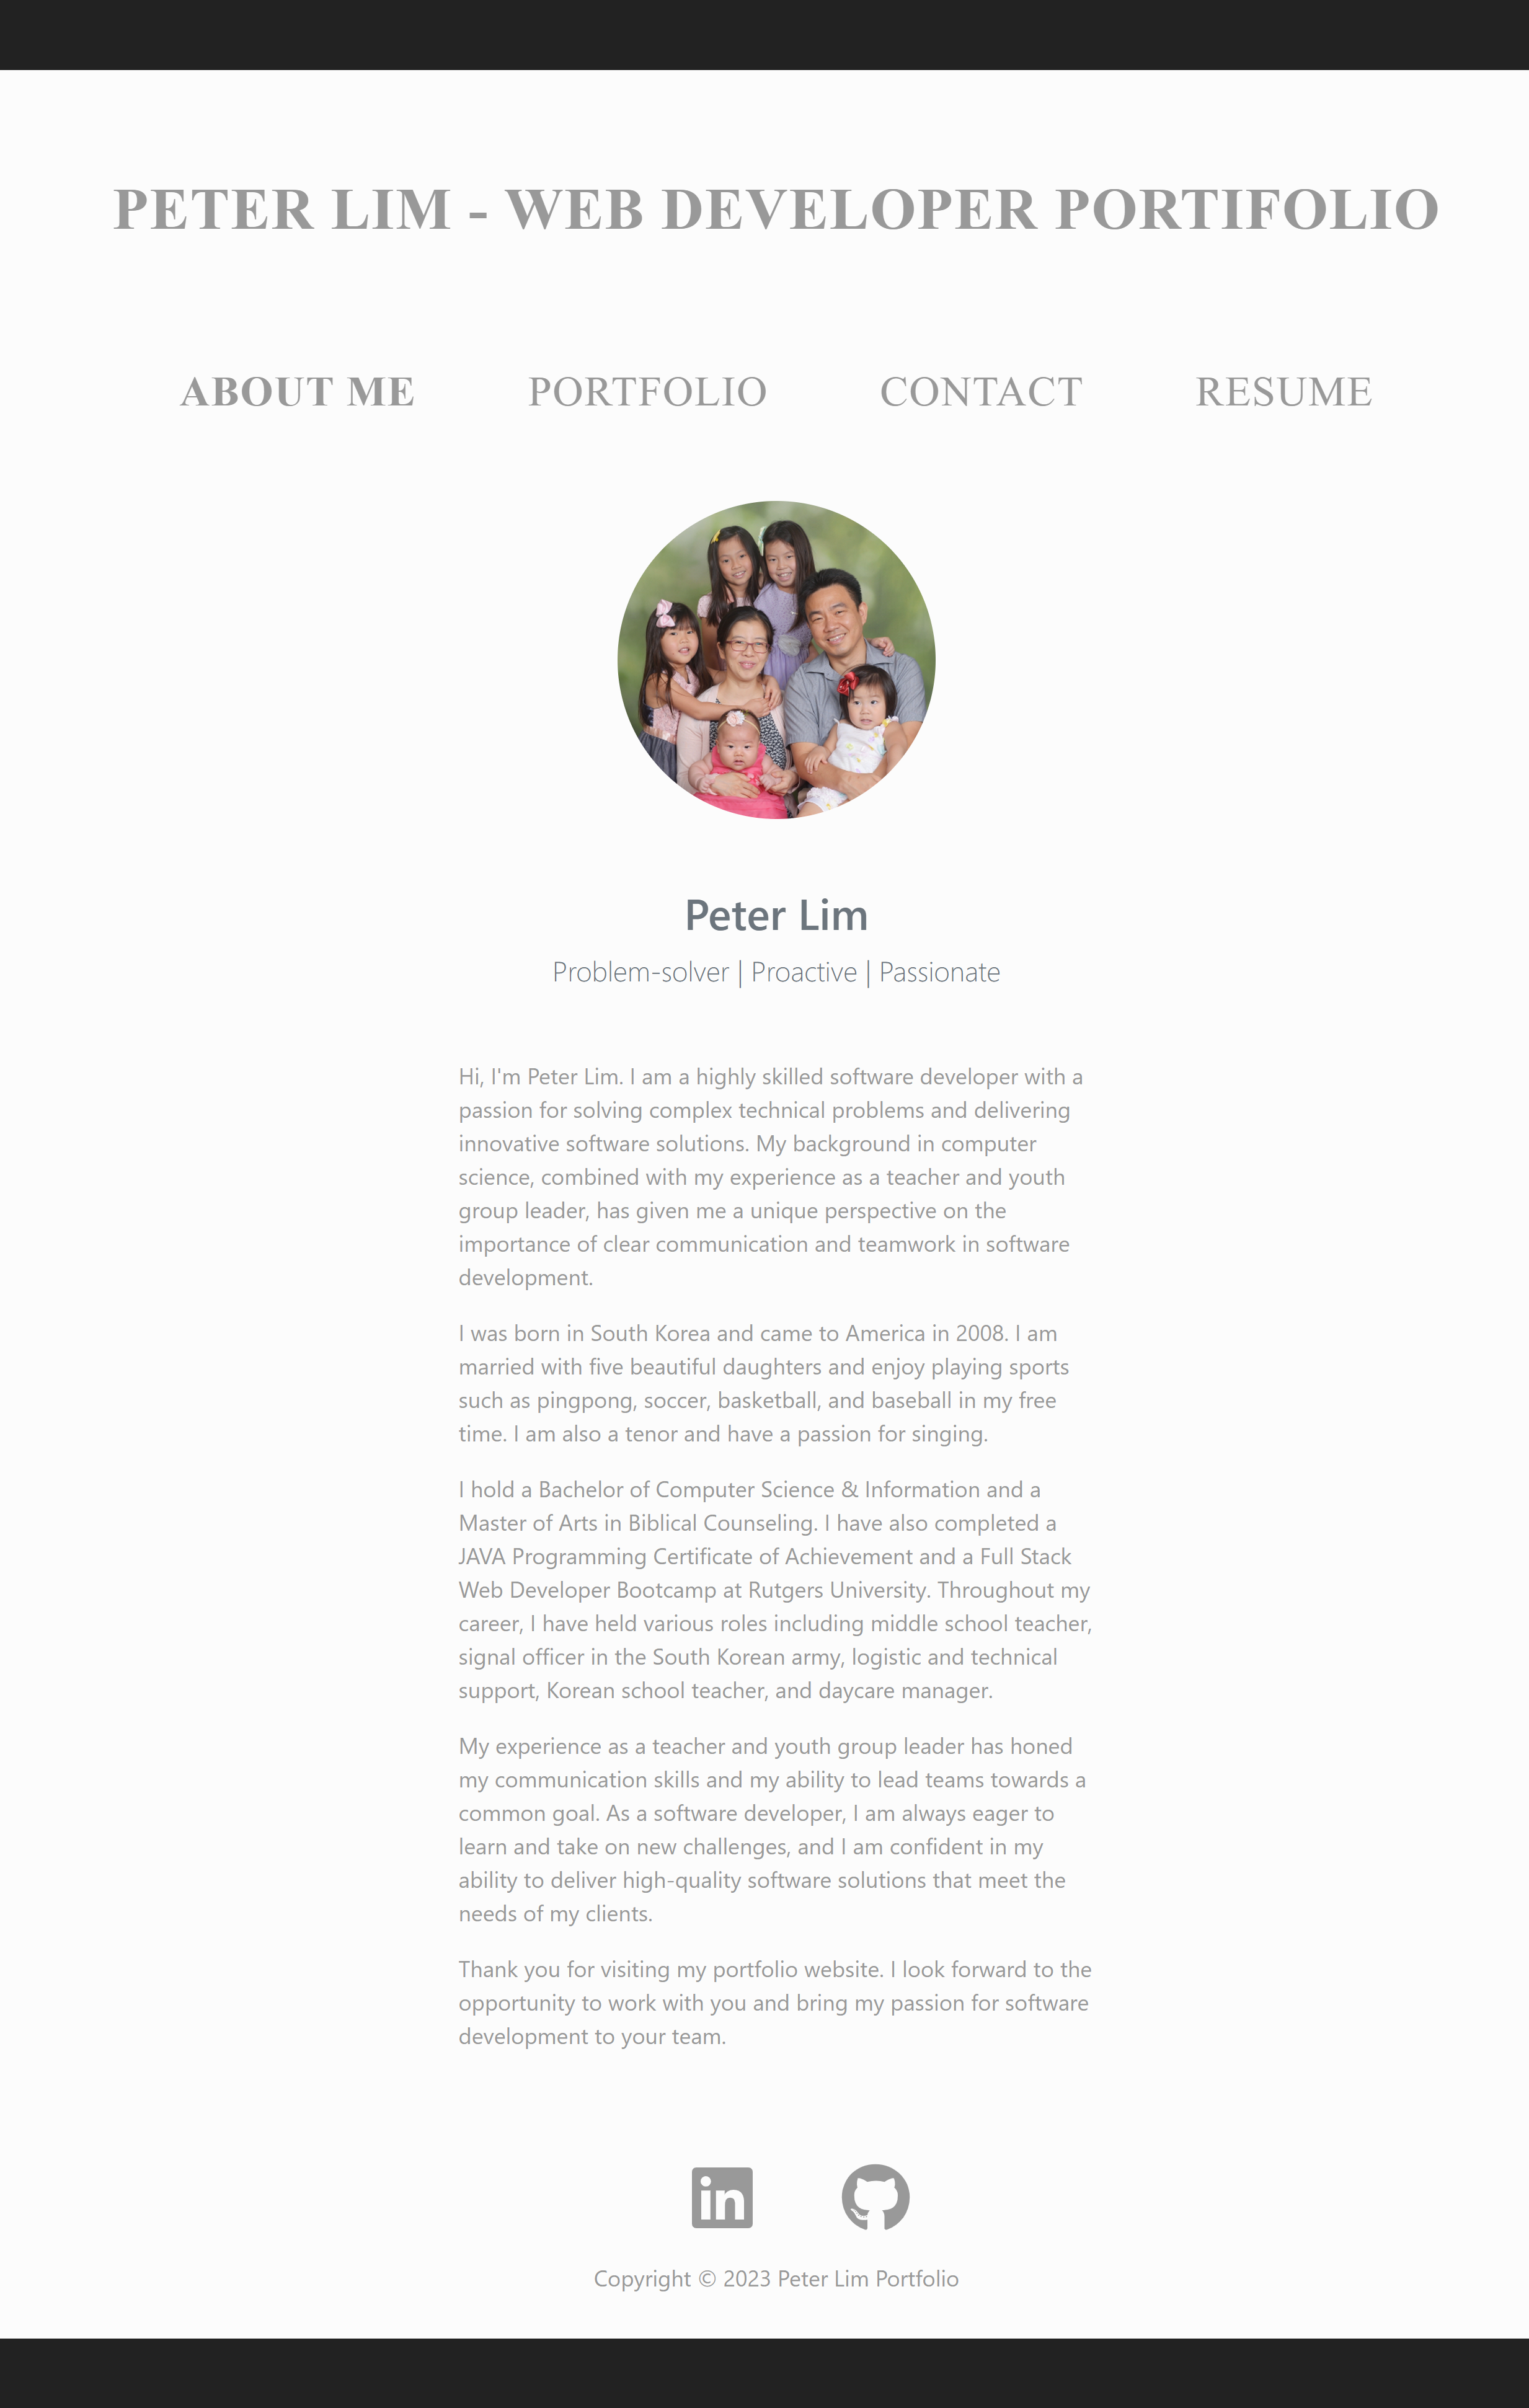 PETER LIM - WEB DEVELOPER PORTIFOLIO
ABOUT ME PORTFOLIO CONTACT RESUME
Peter Lim
Problem-solver | Proactive | Passionate
Hi, I'm Peter Lim. I am a highly skilled software developer with a
passion for solving complex technical problems and delivering
innovative software solutions. My background in computer
science, combined with my experience as a teacher and youth
group leader, has given me a unique perspective on the
importance of clear communication and teamwork in software
development.
I was born in South Korea and came to America in 2008. I am
married with five beautiful daughters and enjoy playing sports
such as pingpong, soccer, basketball, and baseball in my free
time. I am also a tenor and have a passion for singing.
I hold a Bachelor of Computer Science & Information and a
Master of Arts in Biblical Counseling. I have also completed a
JAVA Programming Certificate of Achievement and a Full Stack
Web Developer Bootcamp at Rutgers University. Throughout my
career, I have held various roles including middle school teacher,
signal officer in the South Korean army, logistic and technical
support, Korean school teacher, and daycare manager.
My experience as a teacher and youth group leader has honed
my communication skills and my ability to lead teams towards a
common goal. As a software developer, I am always eager to
learn and take on new challenges, and I am confident in my
ability to deliver high-quality software solutions that meet the
needs of my clients.
Thank you for visiting my portfolio website. I look forward to the
opportunity to work with you and bring my passion for software
development to your team.
in
Copyright © 2023 Peter Lim Portfolio